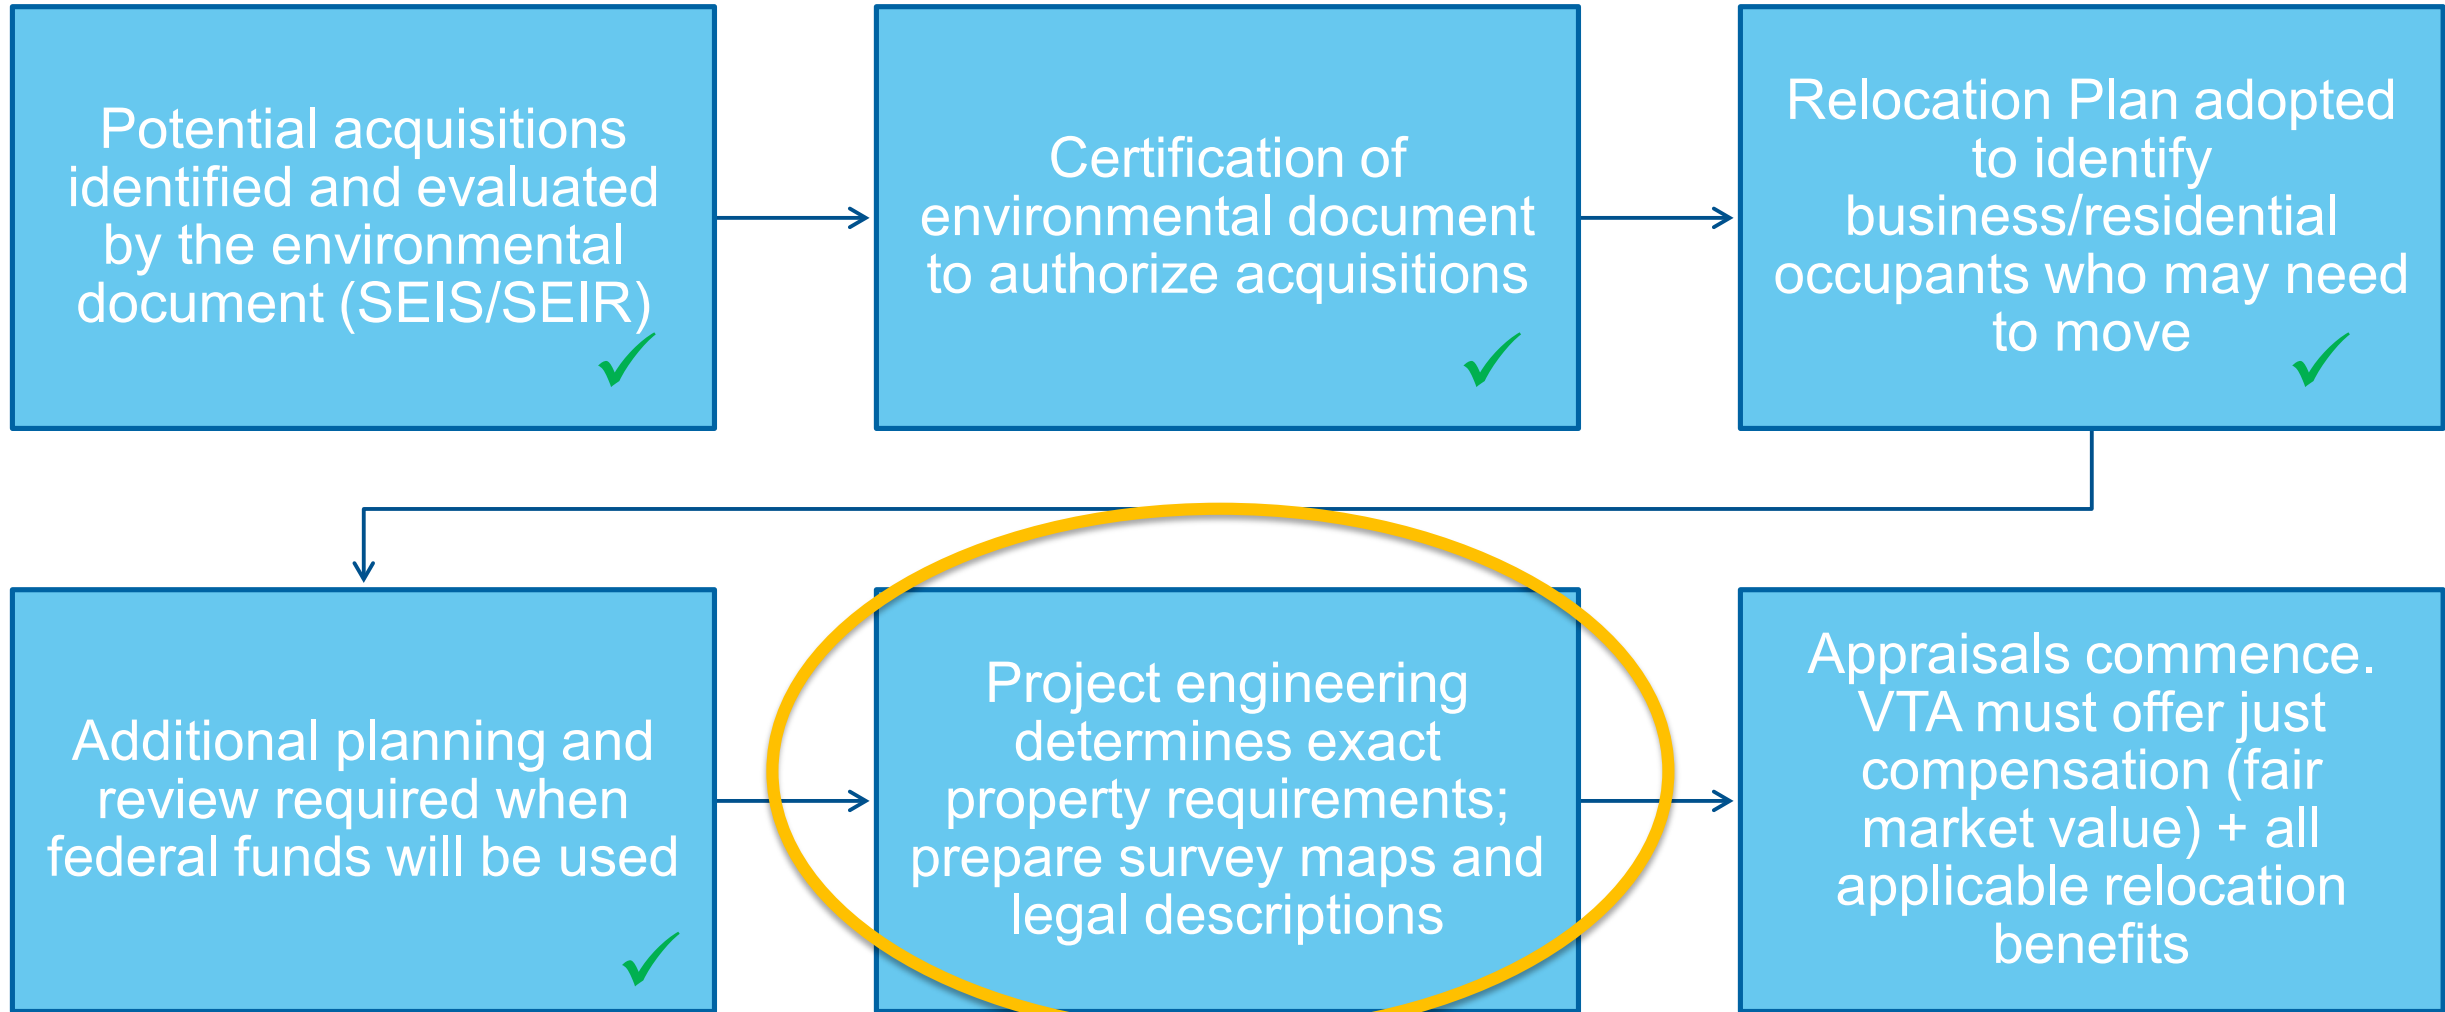 Potential acquisitions
identified and evaluated
by the environmental
document (SEIS/SEIR)
Certification of
environmental document
to authorize acquisitions
Relocation Plan adopted
to identify
business/residential
occupants who may need
to move
Additional planning and
review required when
federal funds will be used
Project engineering
determines exact
property requirements;
prepare survey maps and
legal descriptions
Appraisals commence.
VTA must offer just
compensation (fair
market value) + all
applicable relocation
benefits